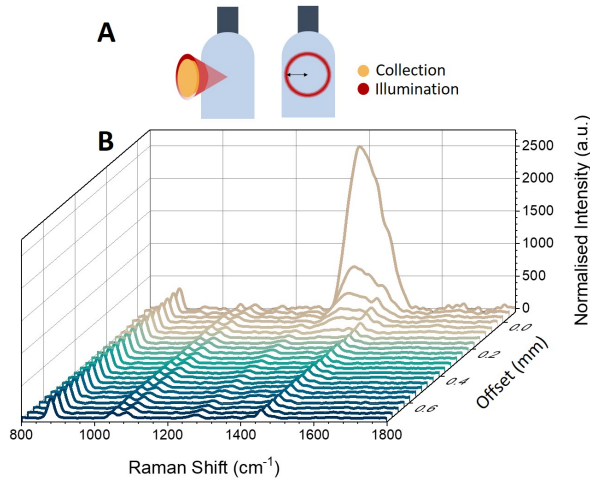 A
Collection
Illumination
B
2500
2000
1500
1000
500
0
Normalised Intensity (a.u.)
0.0
0.2
0.4
0.6
Offset (mm)
800
1000
1200
1400
1600
1800
Raman Shift (cm⁻¹)